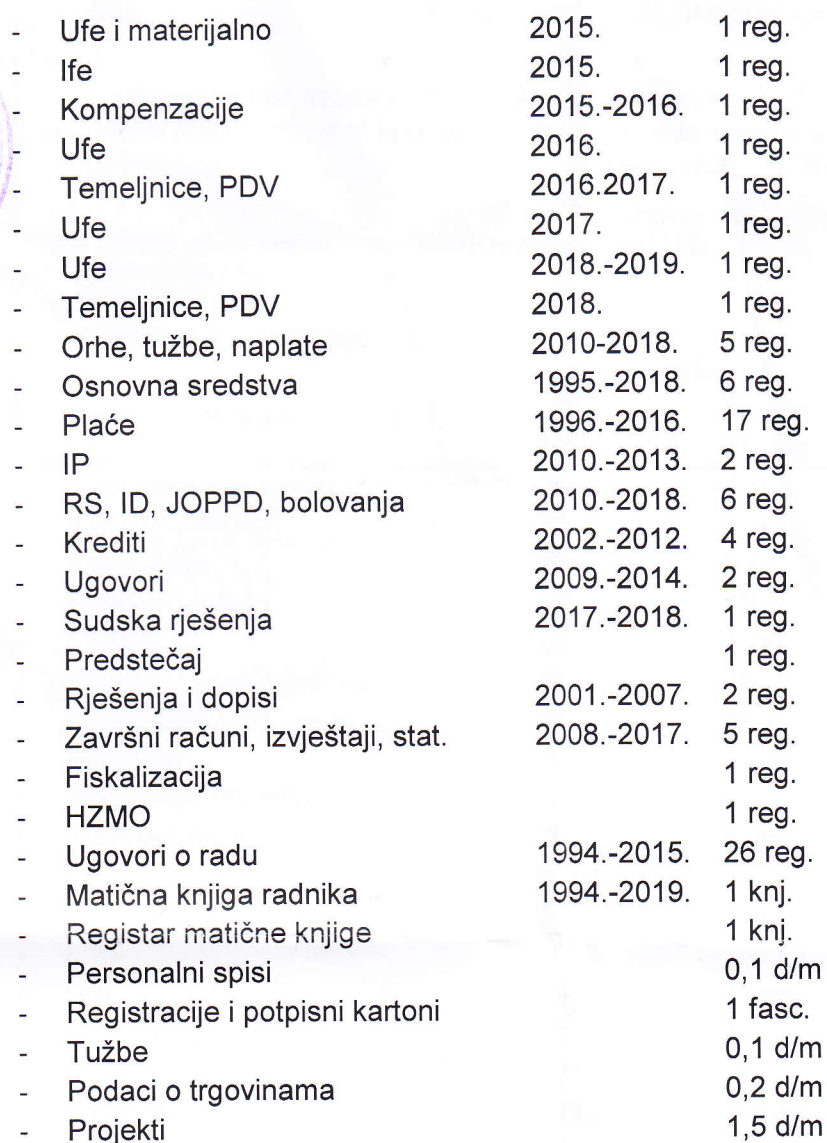 - Ufe i materijalno 2015. 1 reg.
- Ife 2015. 1 reg.
- Kompenzacije 2015.-2016. 1 reg.
- Ufe 2016. 1 reg.
- Temeljnice, PDV 2016.2017. 1 reg.
- Ufe 2017. 1 reg.
- Ufe 2018.-2019. 1 reg.
- Temeljnice, PDV 2018. 1 reg.
- Orhe, tužbe, naplate 2010-2018. 5 reg.
- Osnovna sredstva 1995.-2018. 6 reg.
- Plaće 1996.-2016. 17 reg.
- IP 2010.-2013. 2 reg.
- RS, ID, JOPPD, bolovanja 2010.-2018. 6 reg.
- Krediti 2002.-2012. 4 reg.
- Ugovori 2009.-2014. 2 reg.
- Sudska rješenja 2017.-2018. 1 reg.
- Predstečaj 1 reg.
- Rješenja i dopisi 2001.-2007. 2 reg.
- Završni računi, izvještaji, stat. 2008.-2017. 5 reg.
- Fiskalizacija 1 reg.
- HZMO 1 reg.
- Ugovori o radu 1994.-2015. 26 reg.
- Matična knjiga radnika 1994.-2019. 1 knj.
- Registar matične knjige 1 knj.
- Personalni spisi 0,1 d/m
- Registracije i potpisni kartoni 1 fasc.
- Tužbe 0,1 d/m
- Podaci o trgovinama 0,2 d/m
- Projekti 1,5 d/m